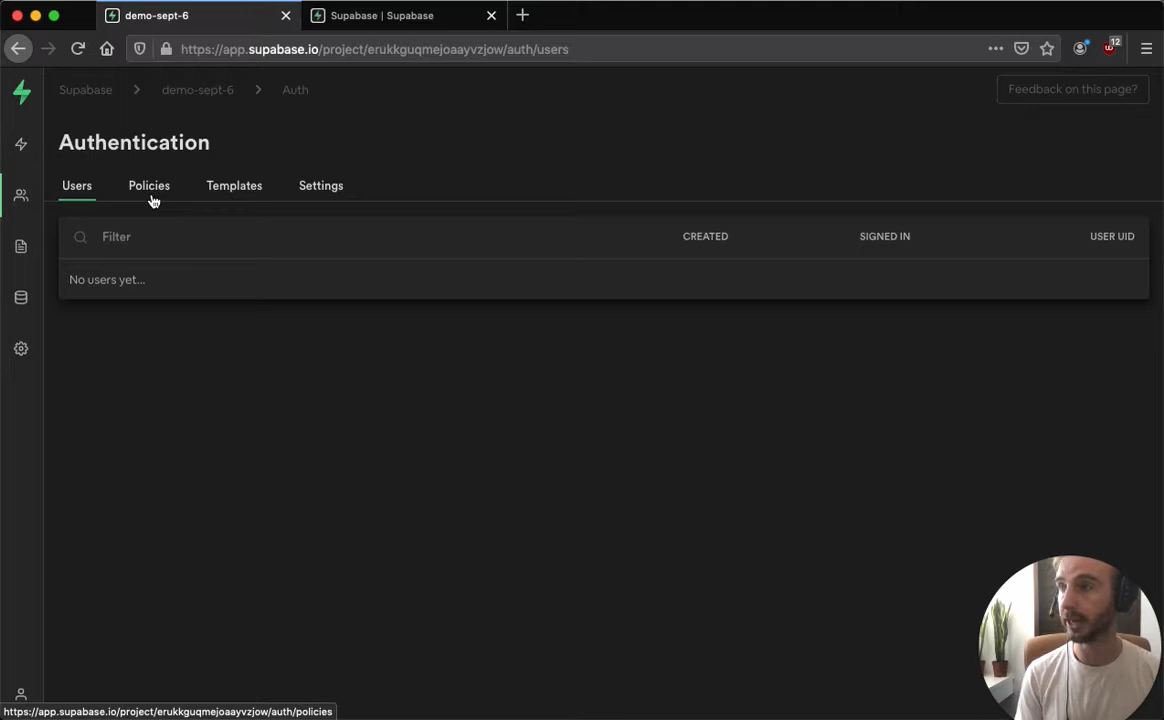 demo-sept-6
Supabase | Supabase
https://app.supabase.io/project/erukkguqmejoaayvzjow/auth/users
12
Supabase > demo-sept-6 > Auth
Feedback on this page?
Authentication
Users Policies Templates Settings
Filter CREATED SIGNED IN USER UID
No users yet...
https://app.supabase.io/project/erukkguqmejoaayvzjow/auth/policies